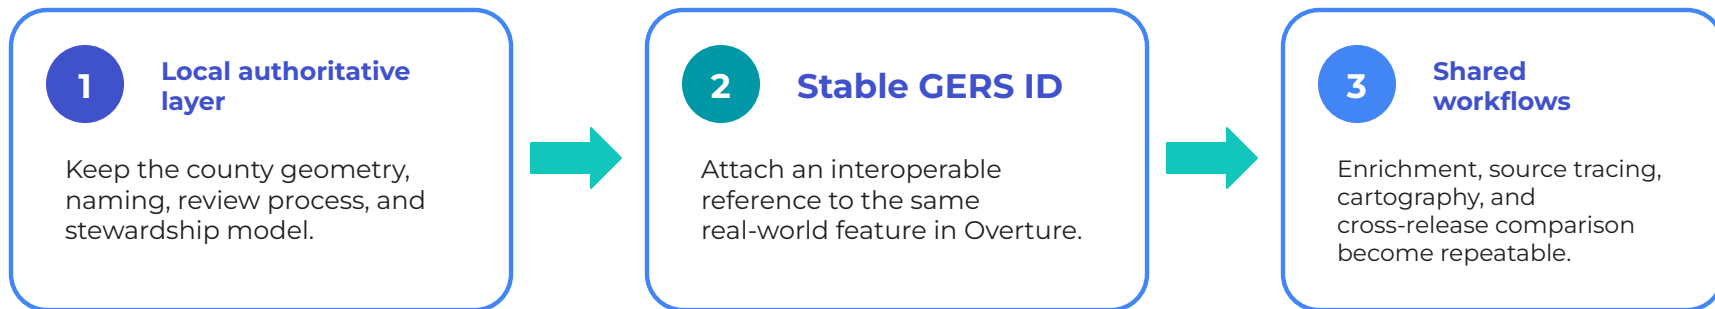 1
Local authoritative
layer
Keep the county geometry,
naming, review process, and
stewardship model.
2
Stable GERS ID
Attach an interoperable
reference to the same
real-world feature in Overture.
3
Shared
workflows
Enrichment, source tracing,
cartography, and
cross-release comparison
become repeatable.